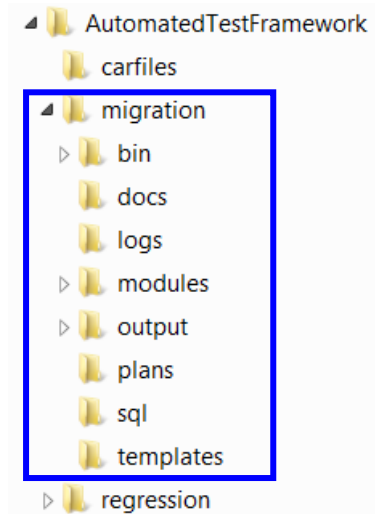 AutomatedTestFramework
carfiles
migration
bin
docs
logs
modules
output
plans
sql
templates
regression